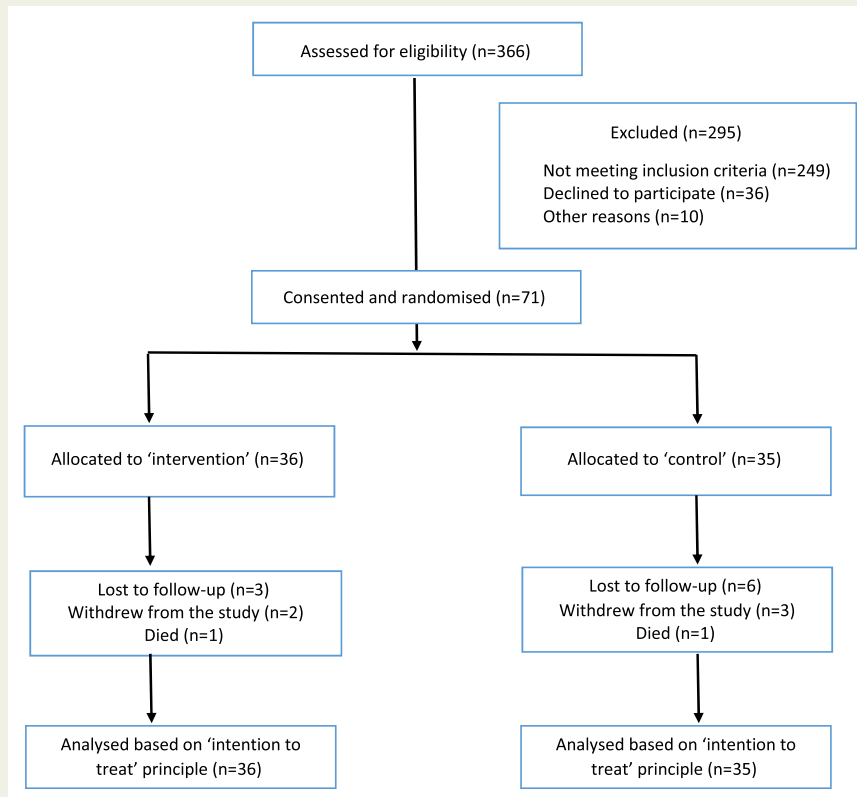 Assessed for eligibility (n=366)
Excluded (n=295)
Not meeting inclusion criteria (n=249)
Declined to participate (n=36)
Other reasons (n=10)
Consented and randomised (n=71)
Allocated to ‘intervention’ (n=36)
Allocated to ‘control’ (n=35)
Lost to follow-up (n=3)
Withdrew from the study (n=2)
Died (n=1)
Lost to follow-up (n=6)
Withdrew from the study (n=3)
Died (n=1)
Analysed based on ‘intention to
treat’ principle (n=36)
Analysed based on ‘intention to
treat’ principle (n=35)